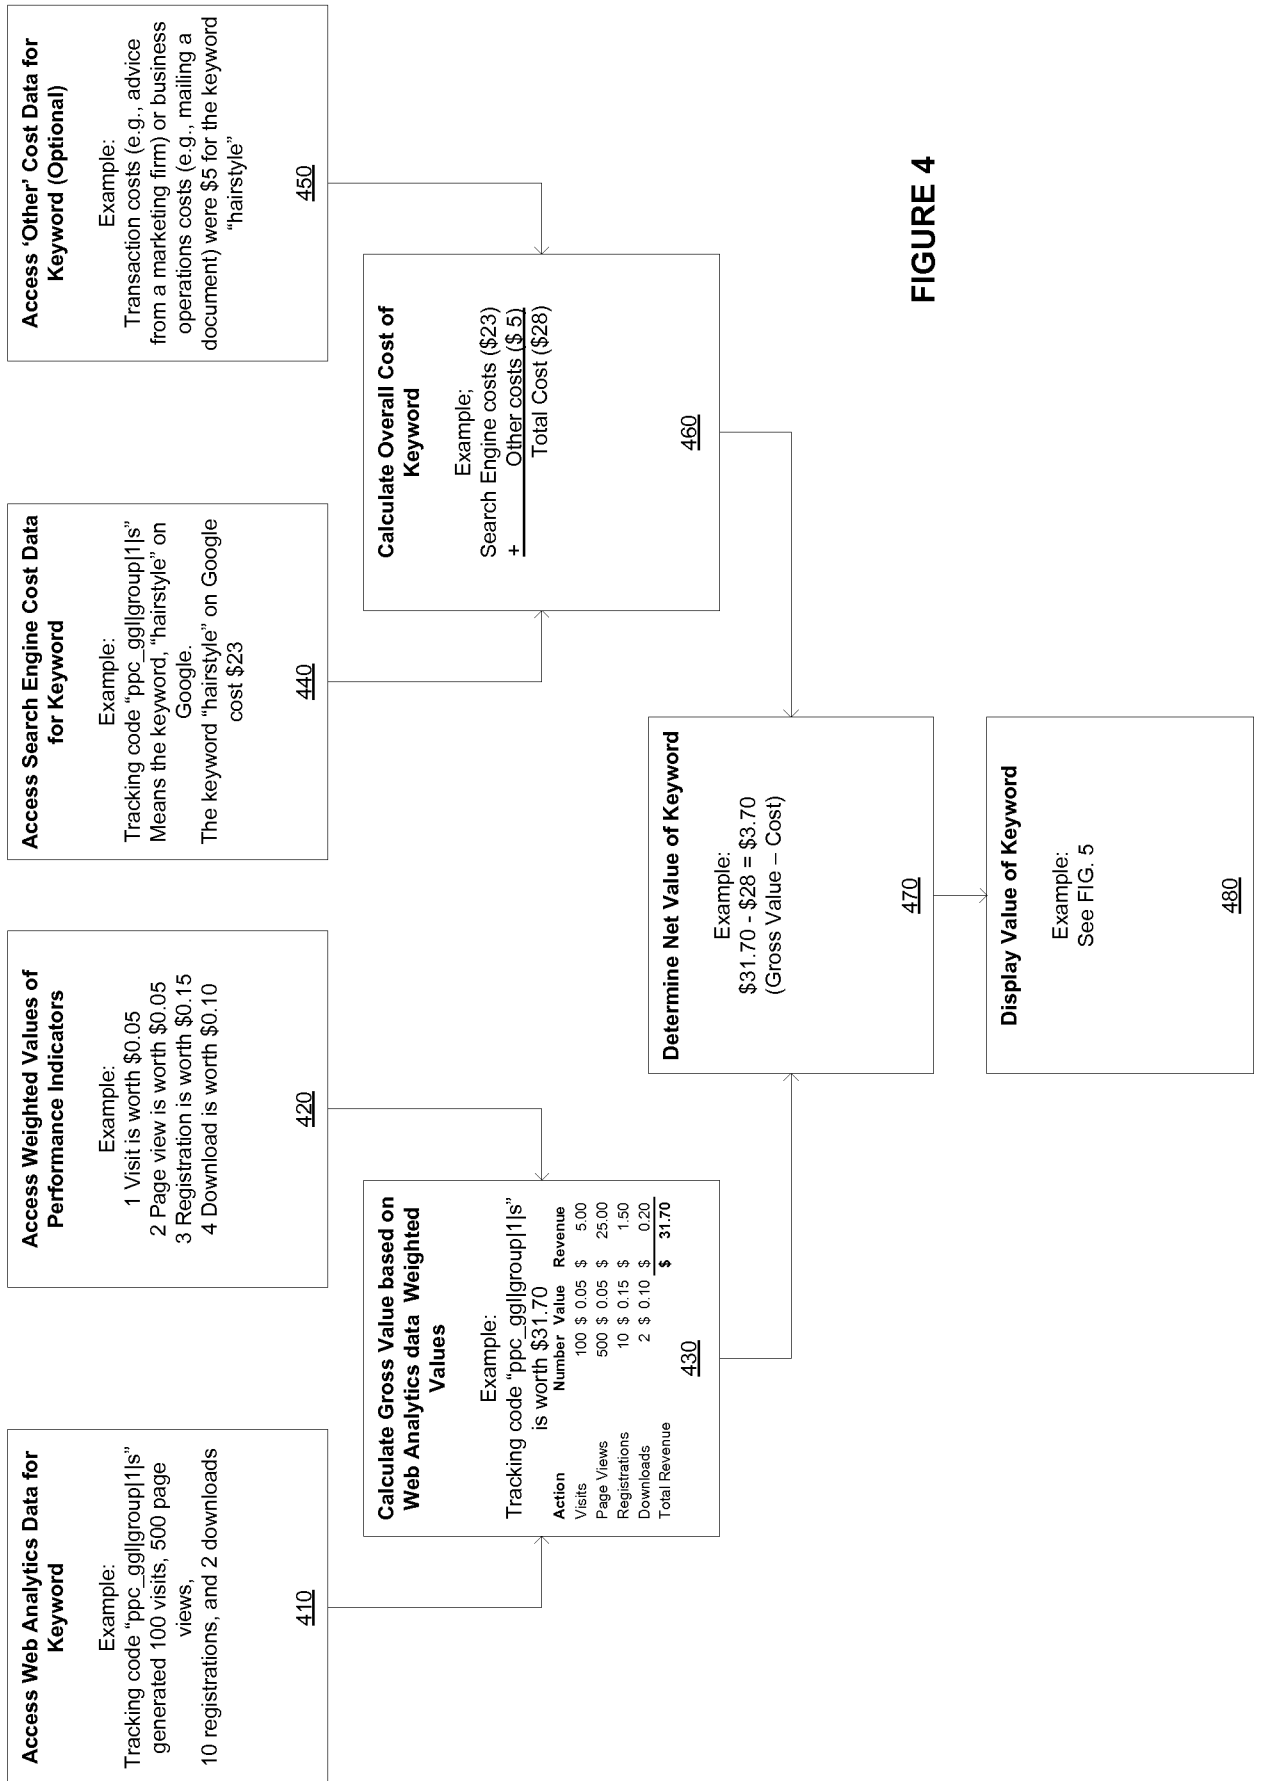 Access Web Analytics Data for
Keyword
Example:
Tracking code “ppc_ggl|group|1|s”
generated 100 visits, 500 page
views,
10 registrations, and 2 downloads
410
Access Weighted Values of
Performance Indicators
Example:
1 Visit is worth $0.05
2 Page view is worth $0.05
3 Registration is worth $0.15
4 Download is worth $0.10
420
Access Search Engine Cost Data
for Keyword
Example:
Tracking code “ppc_ggl|group|1|s”
Means the keyword, “hairstyle” on
Google.
The keyword “hairstyle” on Google
cost $23
440
Access ‘Other’ Cost Data for
Keyword (Optional)
Example:
Transaction costs (e.g., advice
from a marketing firm) or business
operations costs (e.g., mailing a
document) were $5 for the keyword
“hairstyle”
450
Calculate Gross Value based on
Web Analytics data Weighted
Values
Example:
Tracking code “ppc_ggl|group|1|s”
is worth $31.70
Action Number Value Revenue
Visits 100 $ 0.05 $ 5.00
Page Views 500 $ 0.05 $ 25.00
Registrations 10 $ 0.15 $ 1.50
Downloads 2 $ 0.10 $ 0.20
Total Revenue $ 31.70
430
Calculate Overall Cost of
Keyword
Example;
Search Engine costs ($23)
+ Other costs ($ 5)
Total Cost ($28)
460
Determine Net Value of Keyword
Example:
$31.70 - $28 = $3.70
(Gross Value – Cost)
470
Display Value of Keyword
Example:
See FIG. 5
480
FIGURE 4